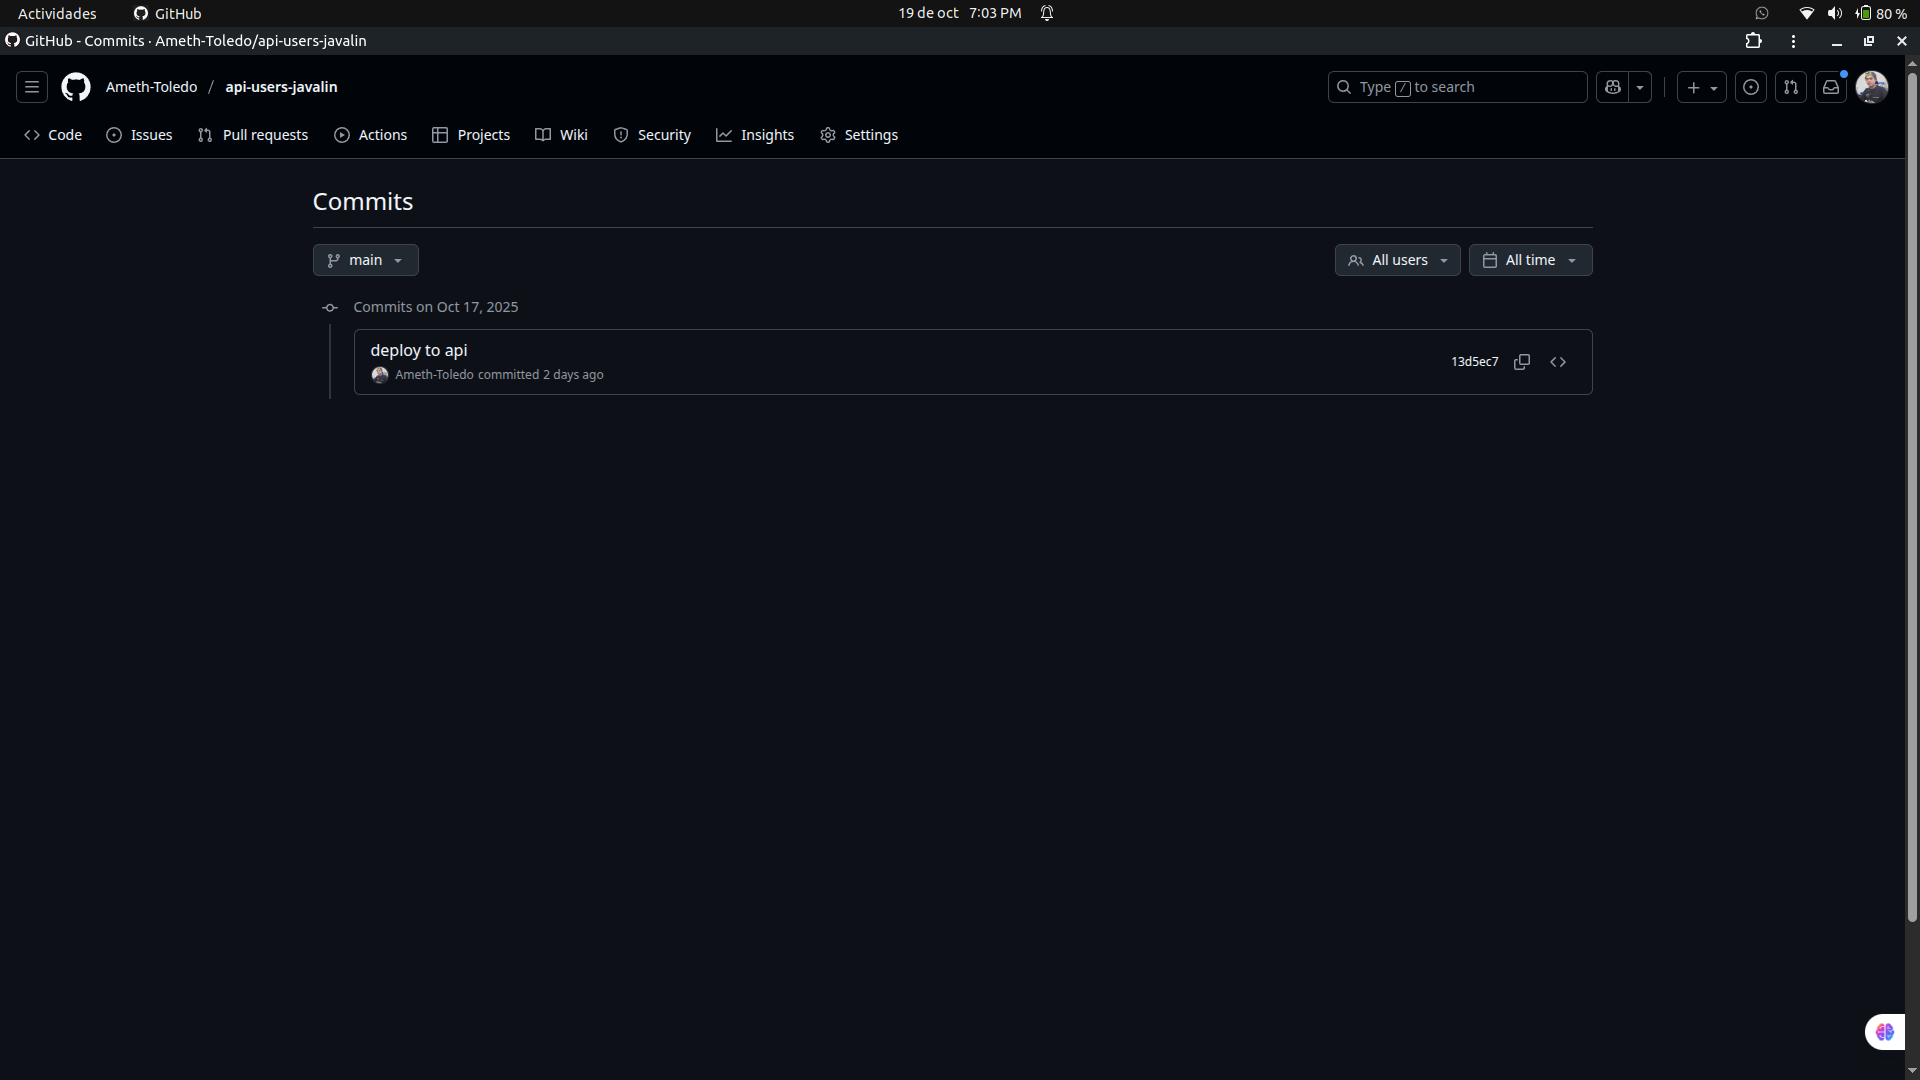 Actividades GitHub 19 de oct 7:03 PM 80 %
GitHub - Commits · Ameth-Toledo/api-users-javalin
Ameth-Toledo / api-users-javalin Type / to search
Code Issues Pull requests Actions Projects Wiki Security Insights Settings
Commits
main All users All time
Commits on Oct 17, 2025
deploy to api
Ameth-Toledo committed 2 days ago
13d5ec7